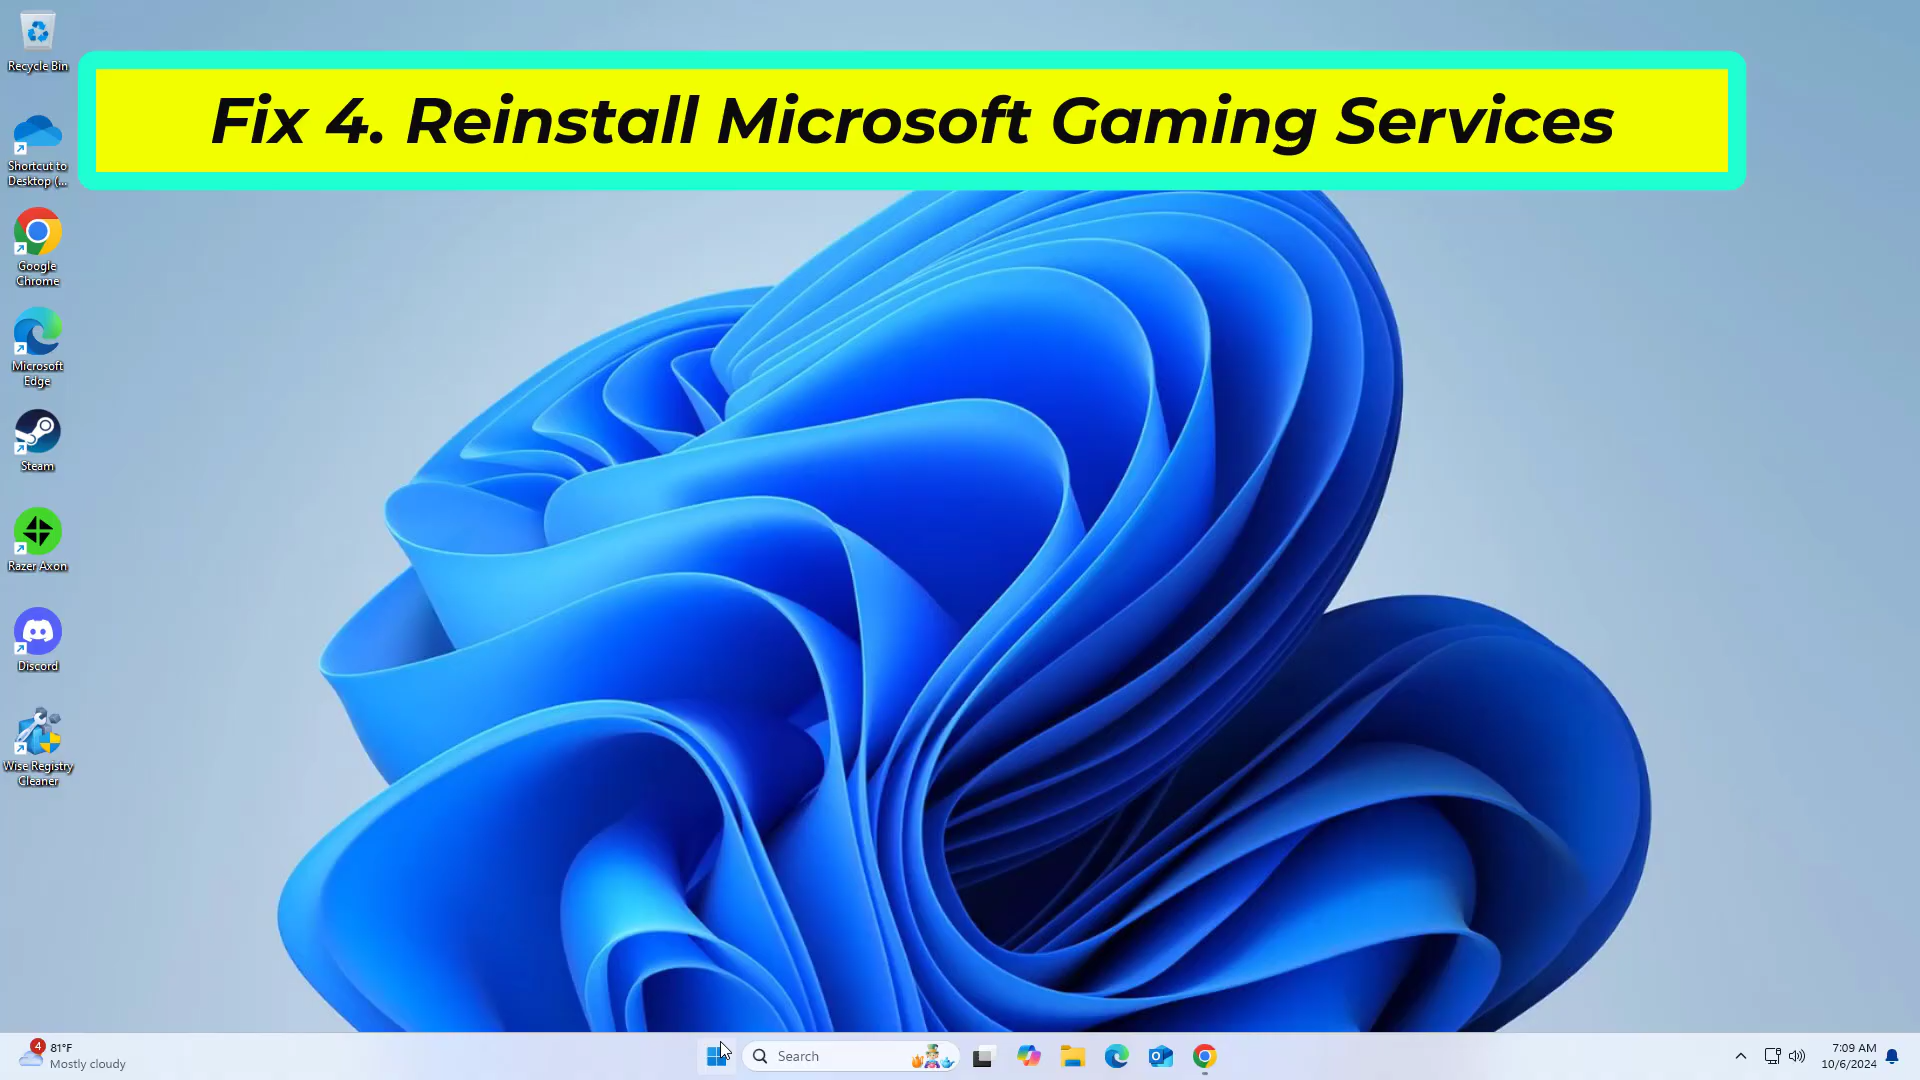 Fix 4. Reinstall Microsoft Gaming Services
Recycle Bin
Shortcut to
Desktop (...
Google
Chrome
Microsoft
Edge
Steam
Razer Axon
Discord
Wise Registry
Cleaner
4
81°F
Mostly cloudy
Search
7:09 AM
10/6/2024